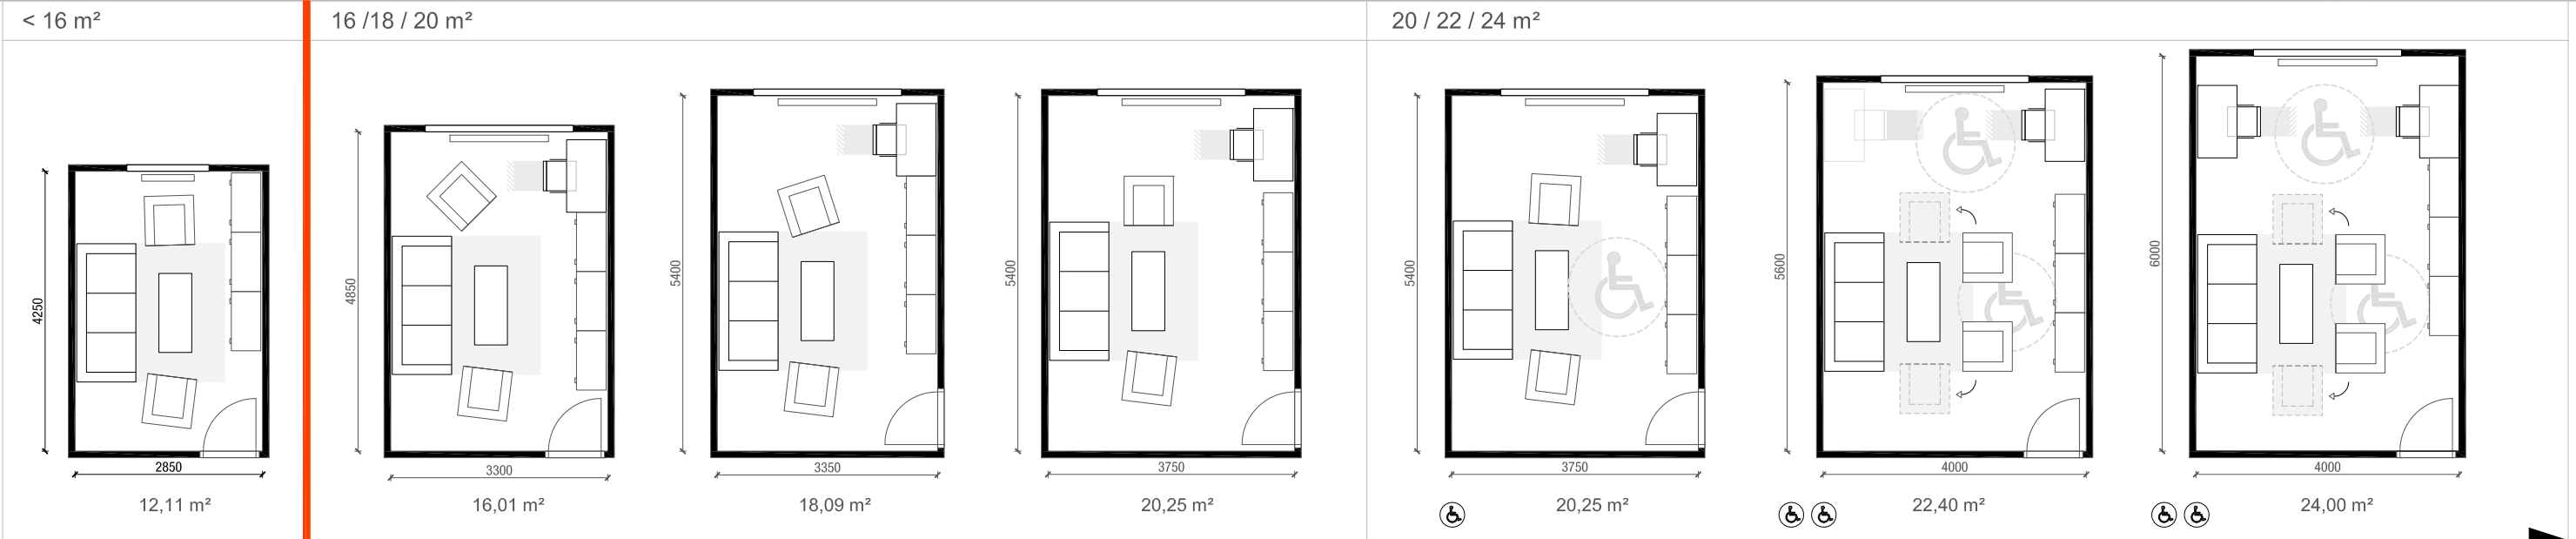 < 16 m²
16 /18 / 20 m²
20 / 22 / 24 m²
4250
2850
12,11 m²
4850
3300
16,01 m²
5400
3350
18,09 m²
5400
3750
20,25 m²
5400
3750
20,25 m²
5600
4000
22,40 m²
6000
4000
24,00 m²